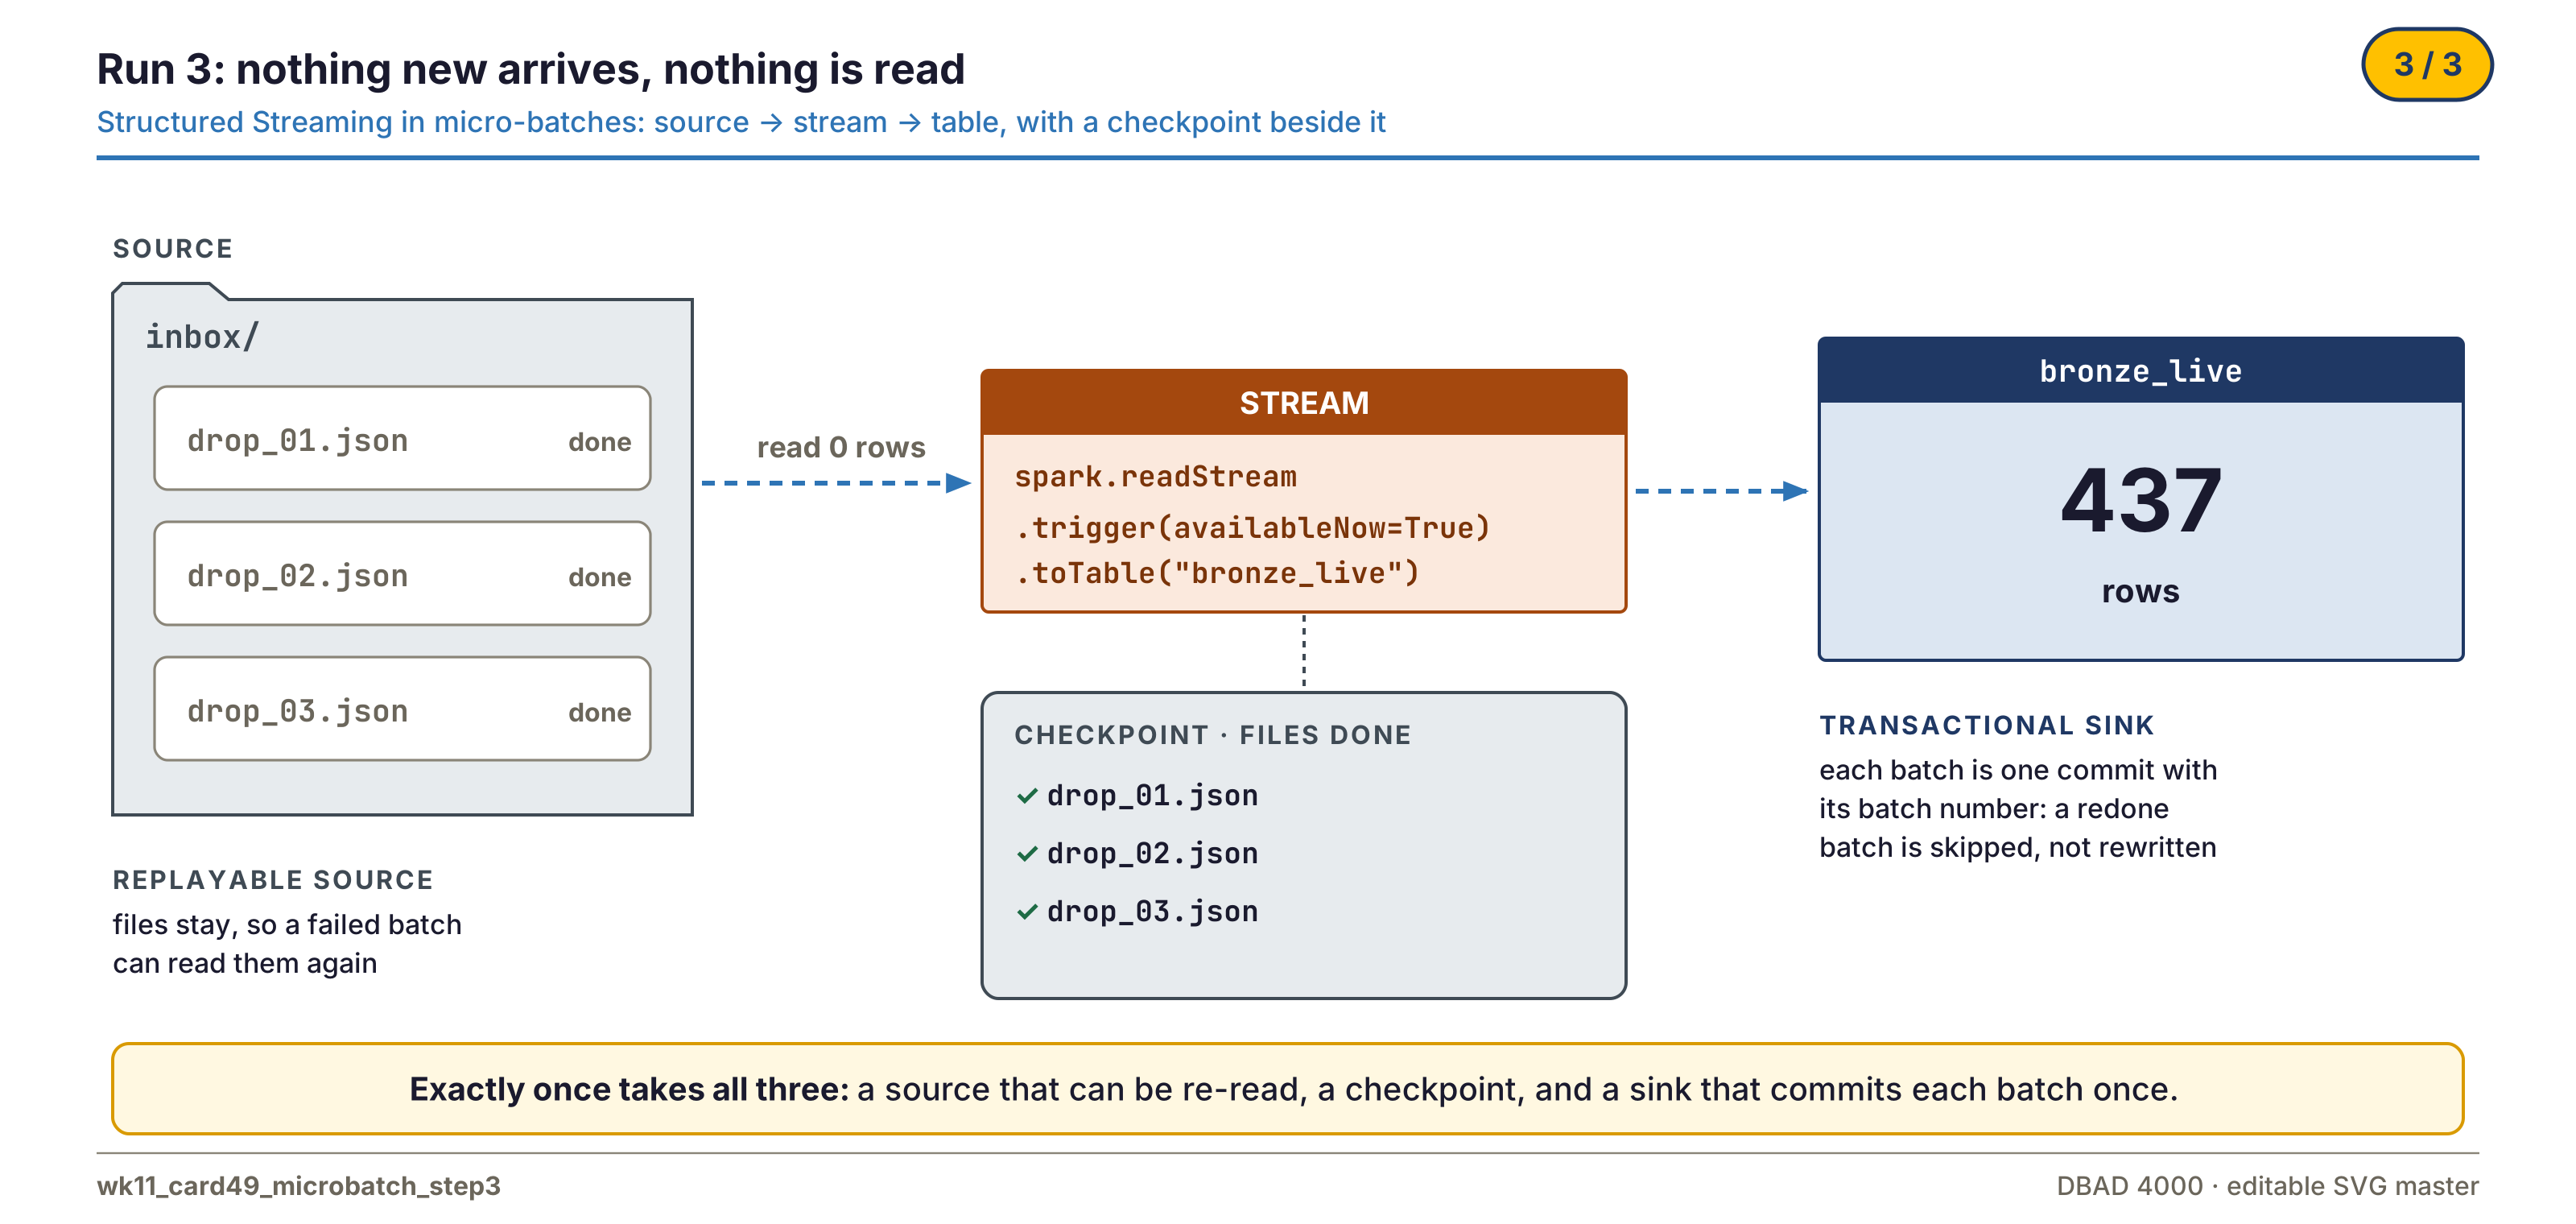 Run 3: nothing new arrives, nothing is read
3 / 3
Structured Streaming in micro-batches: source → stream → table, with a checkpoint beside it
SOURCE
inbox/
drop_01.json done
drop_02.json done
drop_03.json done
REPLAYABLE SOURCE
files stay, so a failed batch
can read them again
read 0 rows
STREAM
spark.readStream
.trigger(availableNow=True)
.toTable("bronze_live")
CHECKPOINT · FILES DONE
✓ drop_01.json
✓ drop_02.json
✓ drop_03.json
bronze_live
437
rows
TRANSACTIONAL SINK
each batch is one commit with
its batch number: a redone
batch is skipped, not rewritten
Exactly once takes all three: a source that can be re-read, a checkpoint, and a sink that commits each batch once.
wk11_card49_microbatch_step3
DBAD 4000 · editable SVG master